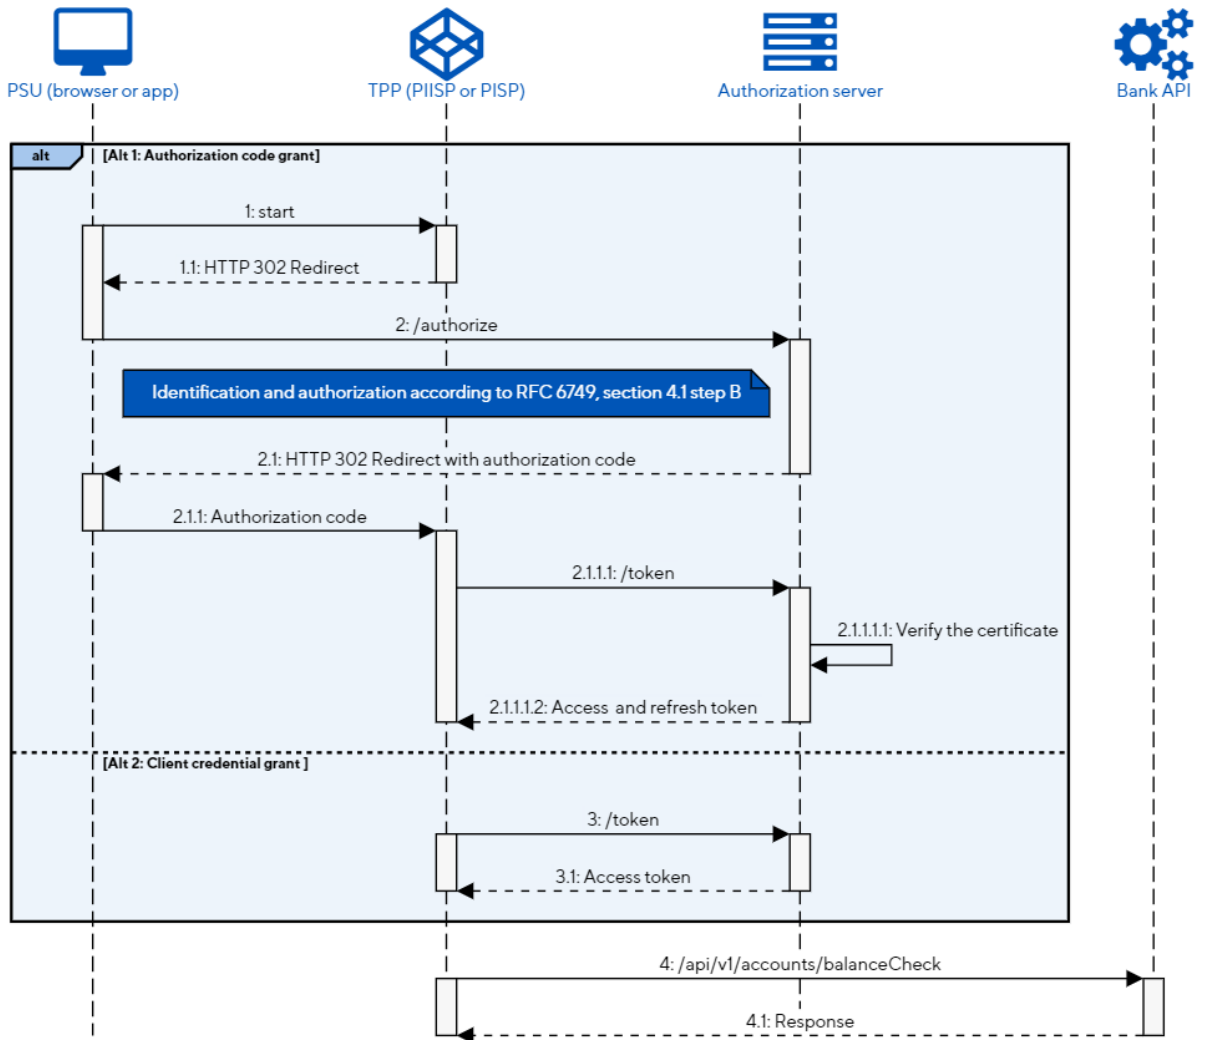 PSU (browser or app)
TPP (PIISP or PISP)
Authorization server
Bank API
alt
[Alt 1: Authorization code grant]
1: start
1.1: HTTP 302 Redirect
2: /authorize
Identification and authorization according to RFC 6749, section 4.1 step B
2.1: HTTP 302 Redirect with authorization code
2.1.1: Authorization code
2.1.1.1: /token
2.1.1.1.1: Verify the certificate
2.1.1.1.2: Access and refresh token
[Alt 2: Client credential grant ]
3: /token
3.1: Access token
4: /api/v1/accounts/balanceCheck
4.1: Response